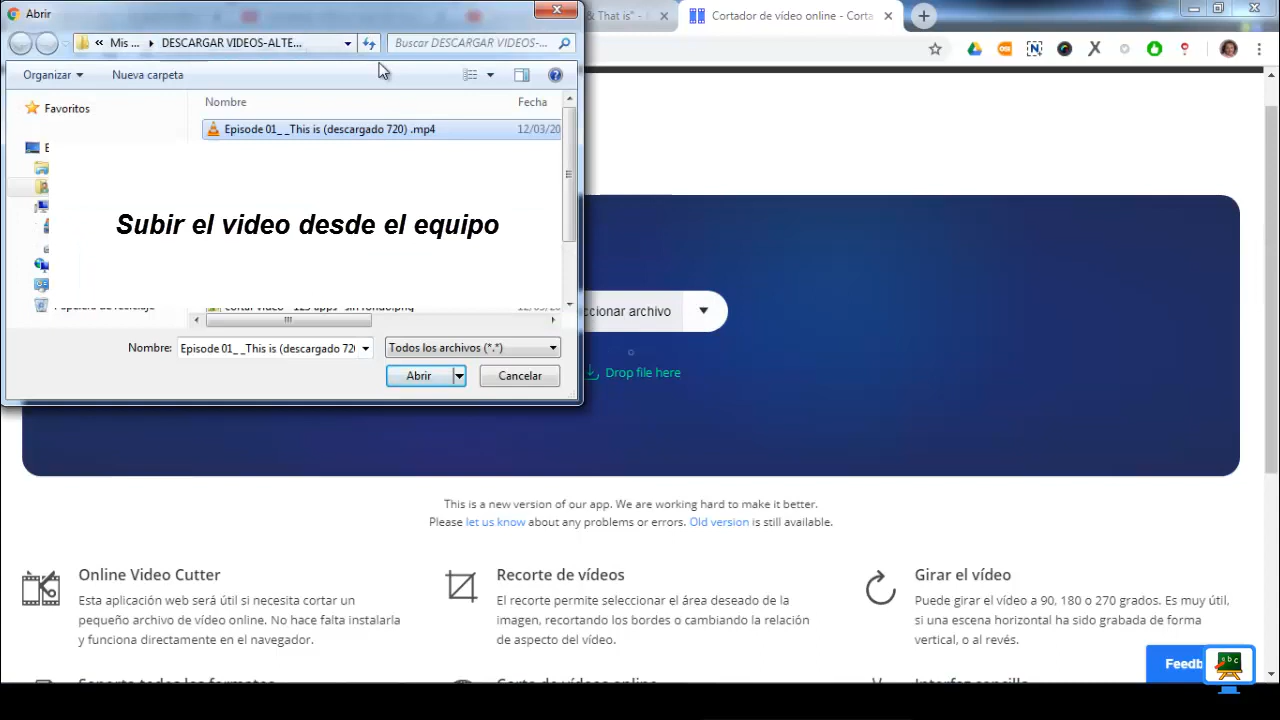 Abrir
& That is" -
Cortador de vídeo online - Corta
Mis ... DESCARGAR VIDEOS-ALTE...
Buscar DESCARGAR VIDEOS-...
Organizar Nueva carpeta
Favoritos
Nombre Fecha
Episode 01_ _This is (descargado 720) .mp4 12/03/20
Subir el video desde el equipo
Nombre: Episode 01_ _This is (descargado 720 Todos los archivos (*.*)
Abrir Cancelar
ccionar archivo
Drop file here
This is a new version of our app. We are working hard to make it better.
Please let us know about any problems or errors. Old version is still available.
Online Video Cutter
Esta aplicación web será útil si necesita cortar un
pequeño archivo de vídeo online. No hace falta instalarla
y funciona directamente en el navegador.
Recorte de vídeos
El recorte permite seleccionar el área deseado de la
imagen, recortando los bordes o cambiando la relación
de aspecto del vídeo.
Girar el vídeo
Puede girar el vídeo a 90, 180 o 270 grados. Es muy útil,
si una escena horizontal ha sido grabada de forma
vertical, o al revés.
Feedb
abc